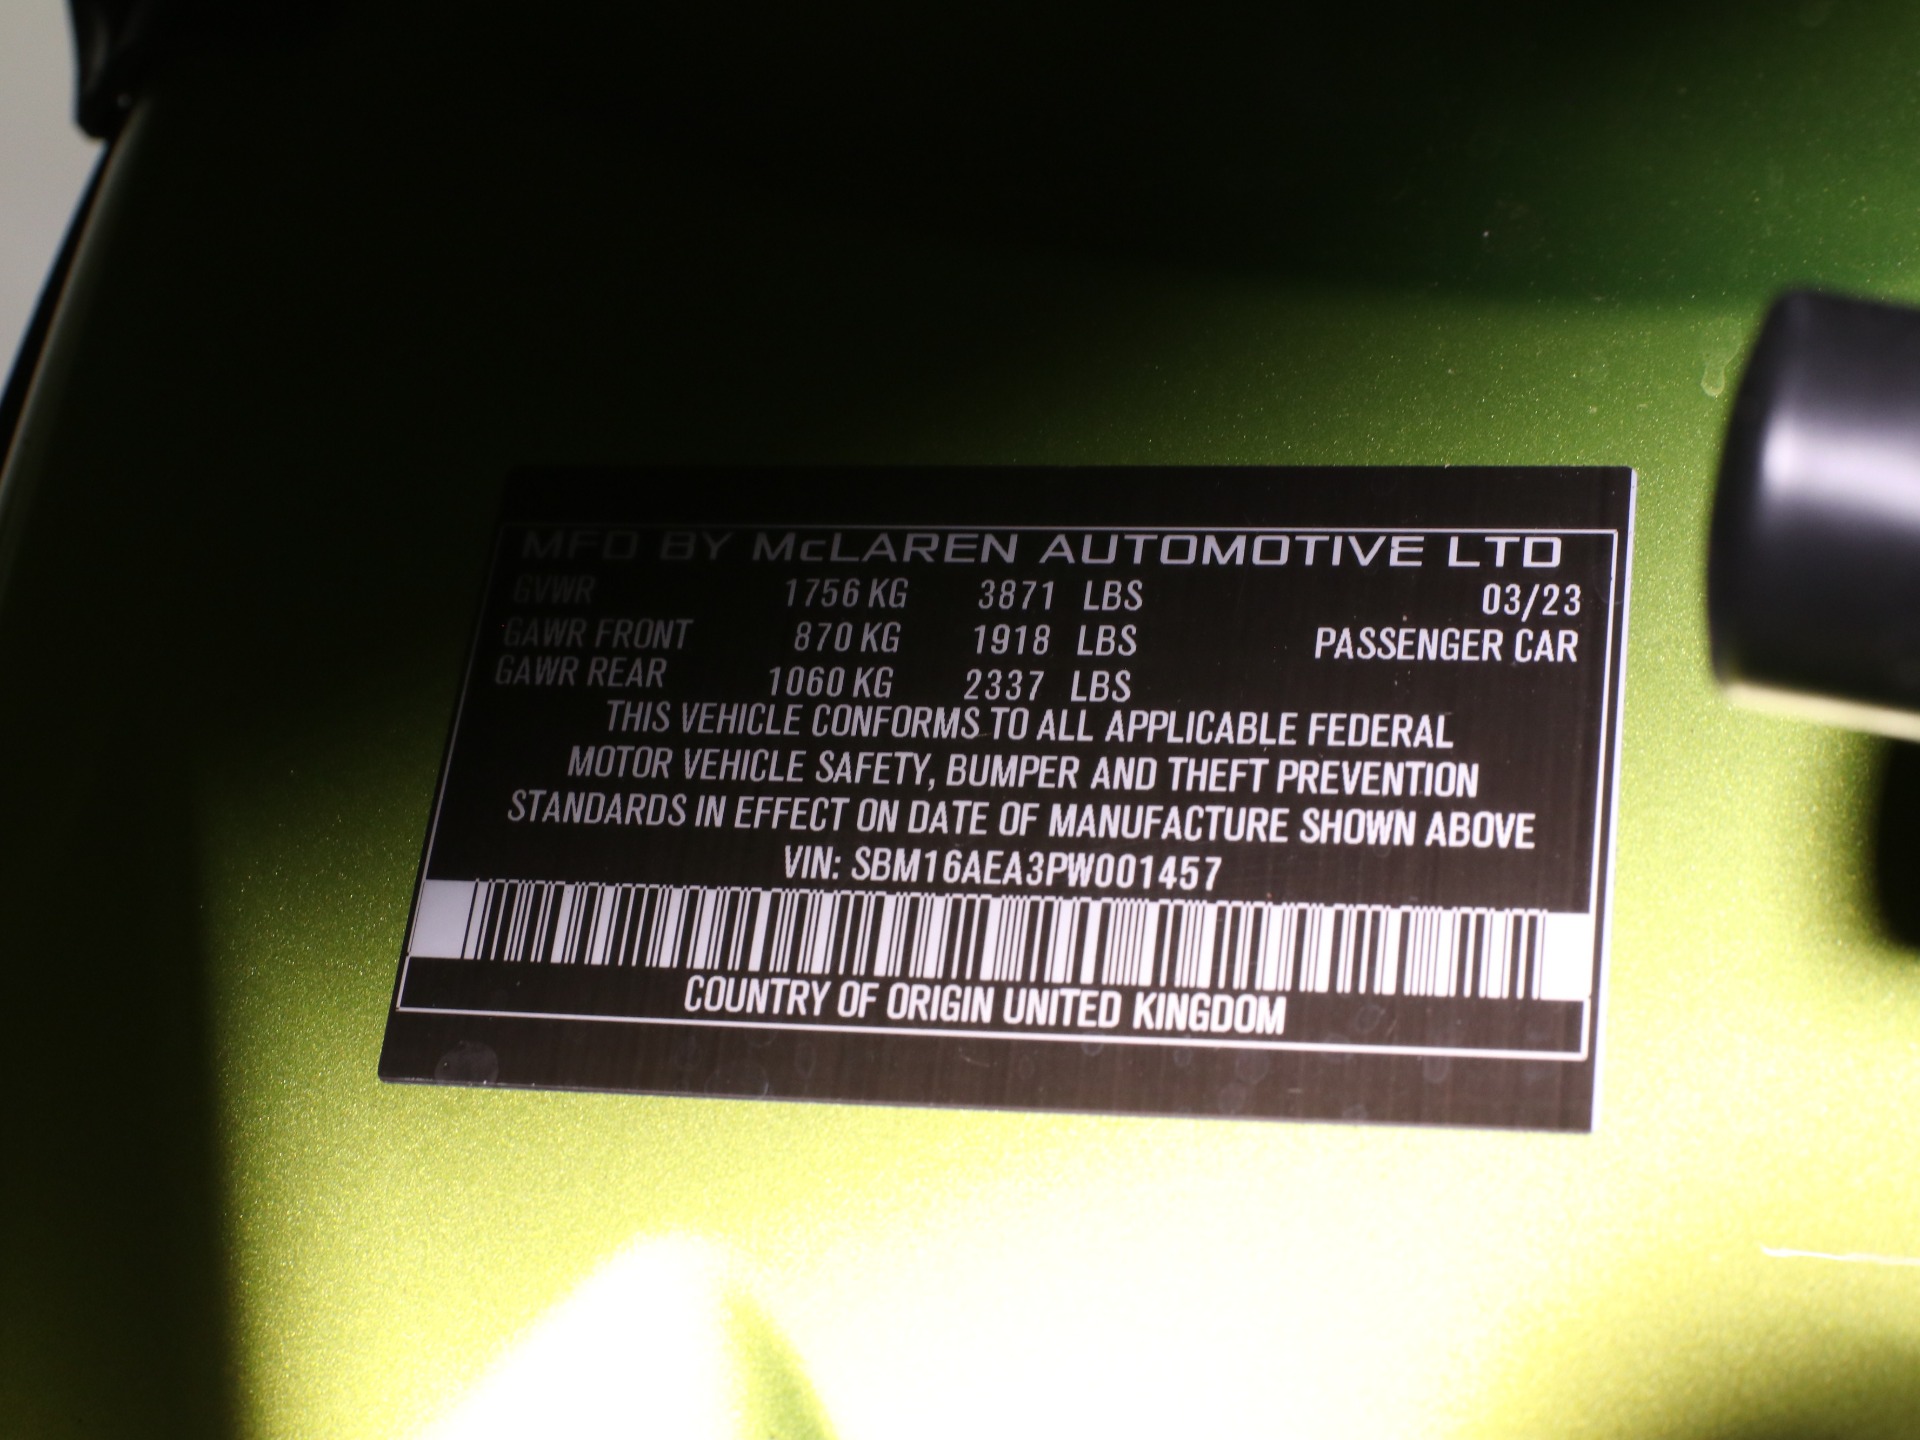 MFD BY McLAREN AUTOMOTIVE LTD
GVWR 1756 KG 3871 LBS 03/23
GAWR FRONT 870 KG 1918 LBS PASSENGER CAR
GAWR REAR 1060 KG 2337 LBS
THIS VEHICLE CONFORMS TO ALL APPLICABLE FEDERAL
MOTOR VEHICLE SAFETY, BUMPER AND THEFT PREVENTION
STANDARDS IN EFFECT ON DATE OF MANUFACTURE SHOWN ABOVE
VIN: SBM16AEA3PW001457
COUNTRY OF ORIGIN UNITED KINGDOM